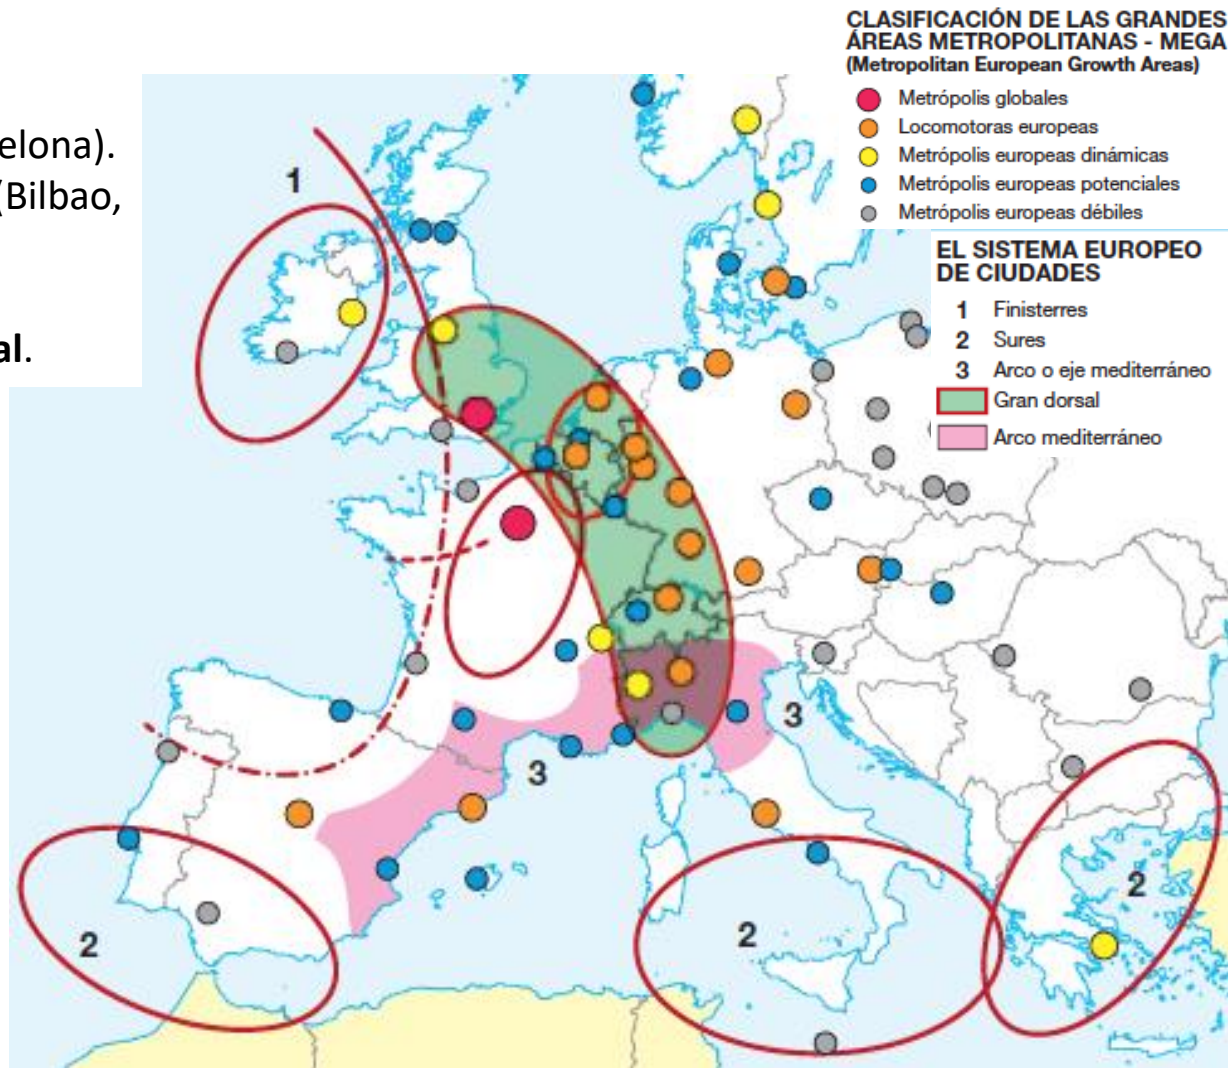 elona).
(Bilbao,
al.
CLASIFICACIÓN DE LAS GRANDES
ÁREAS METROPOLITANAS - MEGA
(Metropolitan European Growth Areas)
Metrópolis globales
Locomotoras europeas
Metrópolis europeas dinámicas
Metrópolis europeas potenciales
Metrópolis europeas débiles
EL SISTEMA EUROPEO
DE CIUDADES
1 Finisterres
2 Sures
3 Arco o eje mediterráneo
Gran dorsal
Arco mediterráneo
1
3
3
2
2
2